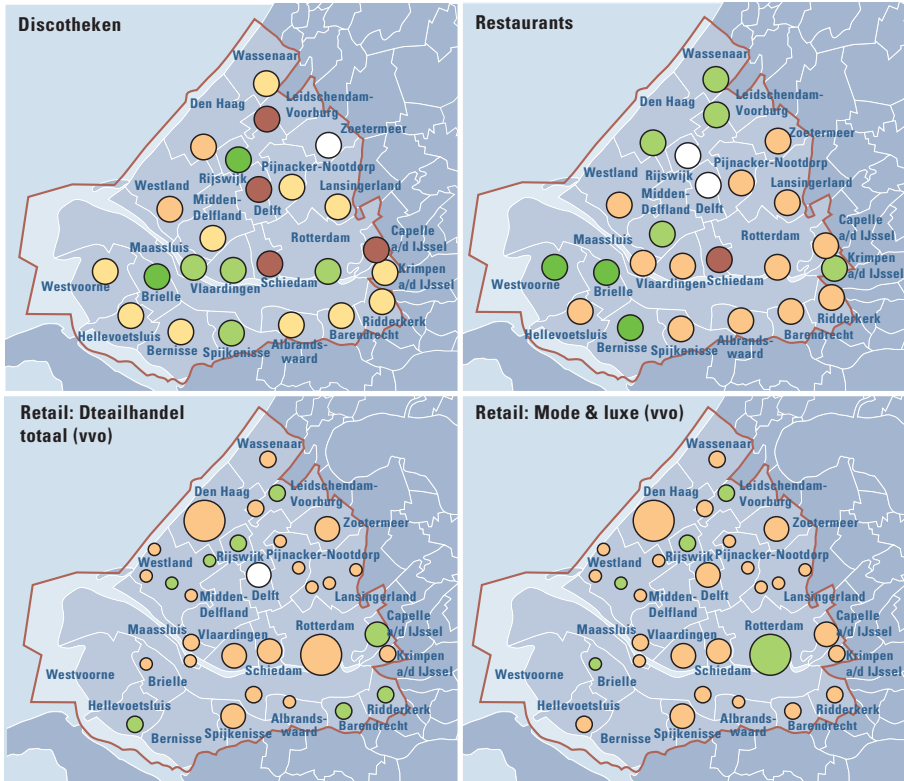 Discotheken
Wassenaar
Den Haag
Leidschendam-
Voorburg
Zoetermeer
Rijswijk
Pijnacker-Nootdorp
Westland
Midden-
Delfland
Delft
Lansingerland
Maassluis
Rotterdam
Capelle
a/d IJssel
Westvoorne
Brielle
Vlaardingen
Schiedam
Krimpen
a/d IJssel
Hellevoetsluis
Bernisse
Spijkenisse
Albrands-
waard
Barendrecht
Ridderkerk
Restaurants
Wassenaar
Den Haag
Leidschendam-
Voorburg
Zoetermeer
Rijswijk
Pijnacker-Nootdorp
Westland
Midden-
Delfland
Delft
Lansingerland
Maassluis
Rotterdam
Capelle
a/d IJssel
Westvoorne
Brielle
Vlaardingen
Schiedam
Krimpen
a/d IJssel
Hellevoetsluis
Bernisse
Spijkenisse
Albrands-
waard
Barendrecht
Ridderkerk
Retail: Dteailhandel
totaal (vvo)
Wassenaar
Den Haag
Leidschendam-
Voorburg
Zoetermeer
Rijswijk
Pijnacker-Nootdorp
Westland
Midden-
Delfland
Delft
Lansingerland
Maassluis
Vlaardingen
Rotterdam
Capelle
a/d IJssel
Westvoorne
Brielle
Schiedam
Krimpen
a/d IJssel
Hellevoetsluis
Bernisse
Spijkenisse
Albrands-
waard
Barendrecht
Ridderkerk
Retail: Mode & luxe (vvo)
Wassenaar
Den Haag
Leidschendam-
Voorburg
Zoetermeer
Rijswijk
Pijnacker-Nootdorp
Westland
Midden-
Delfland
Delft
Lansingerland
Maassluis
Vlaardingen
Rotterdam
Capelle
a/d IJssel
Westvoorne
Brielle
Schiedam
Krimpen
a/d IJssel
Hellevoetsluis
Bernisse
Spijkenisse
Albrands-
waard
Barendrecht
Ridderkerk